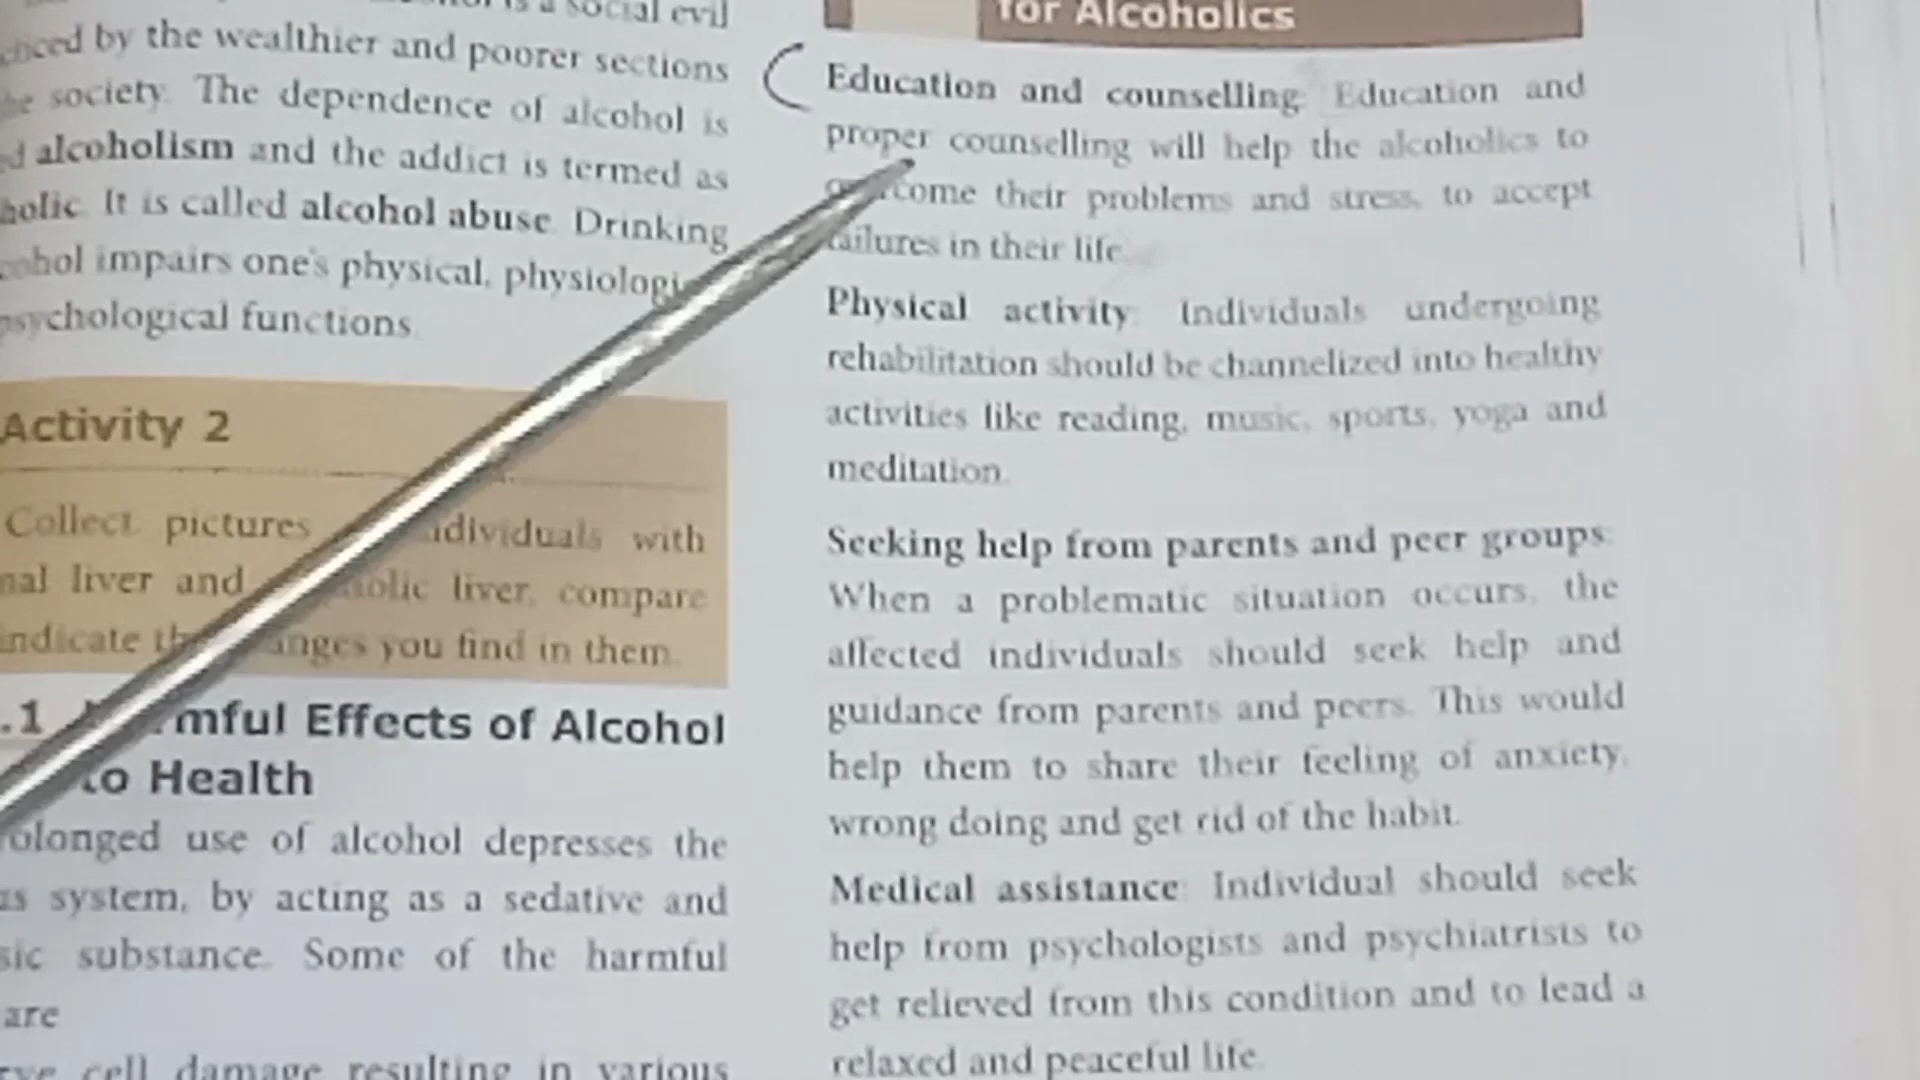 is a social evil
by the wealthier and poorer sections
society. The dependence of alcohol is
alcoholism and the addict is termed as
It is called alcohol abuse. Drinking
impairs one's physical,
functions.
Activity 2
Collect pictures with
liver and liver, compare
indicate you find in them.
.1 Effects of Alcohol
to Health
use of alcohol depresses the
system, by acting as a sedative and
substance. Some of the harmful
are
cell damage resulting in various
for Alcoholics
Education and counselling: Education and
proper counselling will help the alcoholics to
their problems and stress, to accept
failures in their life.
Physical activity: Individuals undergoing
rehabilitation should be channelized into healthy
activities like reading, music, sports, yoga and
meditation.
Seeking help from parents and peer groups:
When a problematic situation occurs, the
affected individuals should seek help and
guidance from parents and peers. This would
help them to share their feeling of anxiety,
wrong doing and get rid of the habit.
Medical assistance: Individual should seek
help from psychologists and psychiatrists to
get relieved from this condition and to lead a
relaxed and peaceful life.